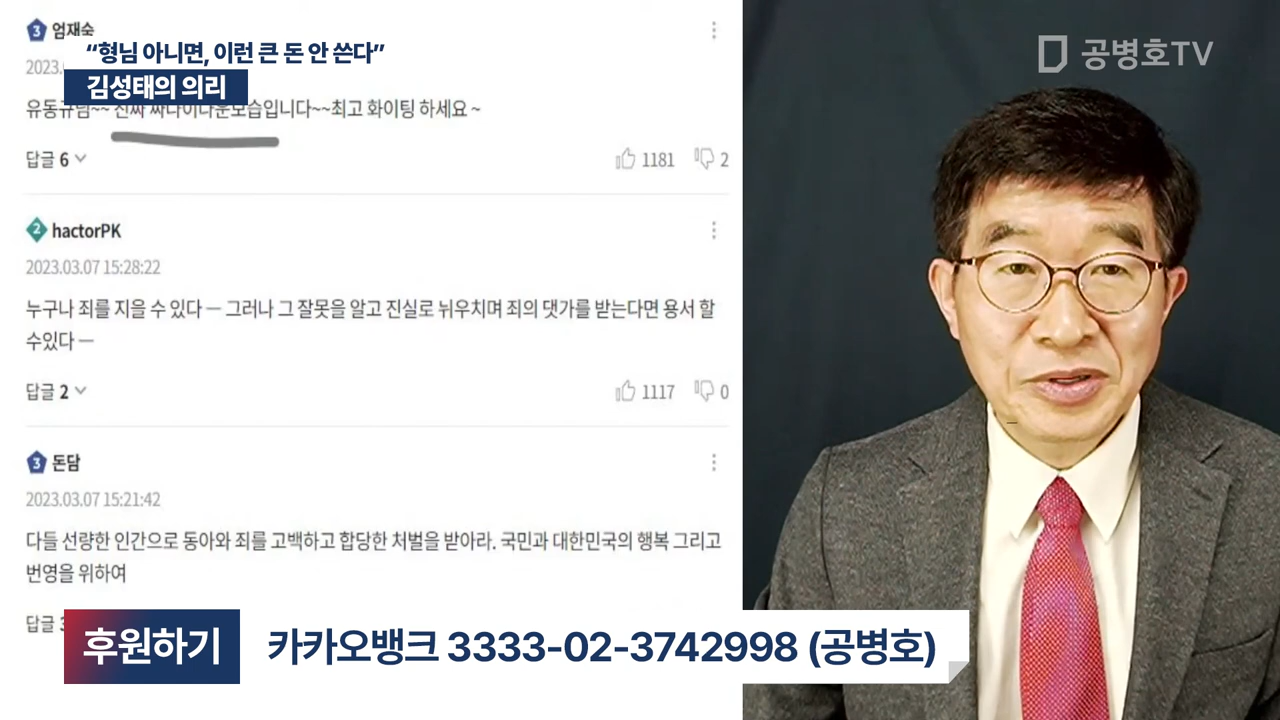 엄재숙
“형님 아니면, 이런 큰 돈 안 쓴다”
2023.
김성태의 의리
유동규님~~ 진짜 싸나이다운모습입니다~~최고 화이팅 하세요 ~
답글 6
1181 2
2 hactorPK
2023.03.07 15:28:22
누구나 죄를 지을 수 있다 ㅡ 그러나 그 잘못을 알고 진실로 뉘우치며 죄의 댓가를 받는다면 용서 할
수있다 ㅡ
답글 2
1117 0
3 돈담
2023.03.07 15:21:42
다들 선량한 인간으로 동아와 죄를 고백하고 합당한 처벌을 받아라. 국민과 대한민국의 행복 그리고
번영을 위하여
답글
후원하기
카카오뱅크 3333-02-3742998 (공병호)
3
공병호TV